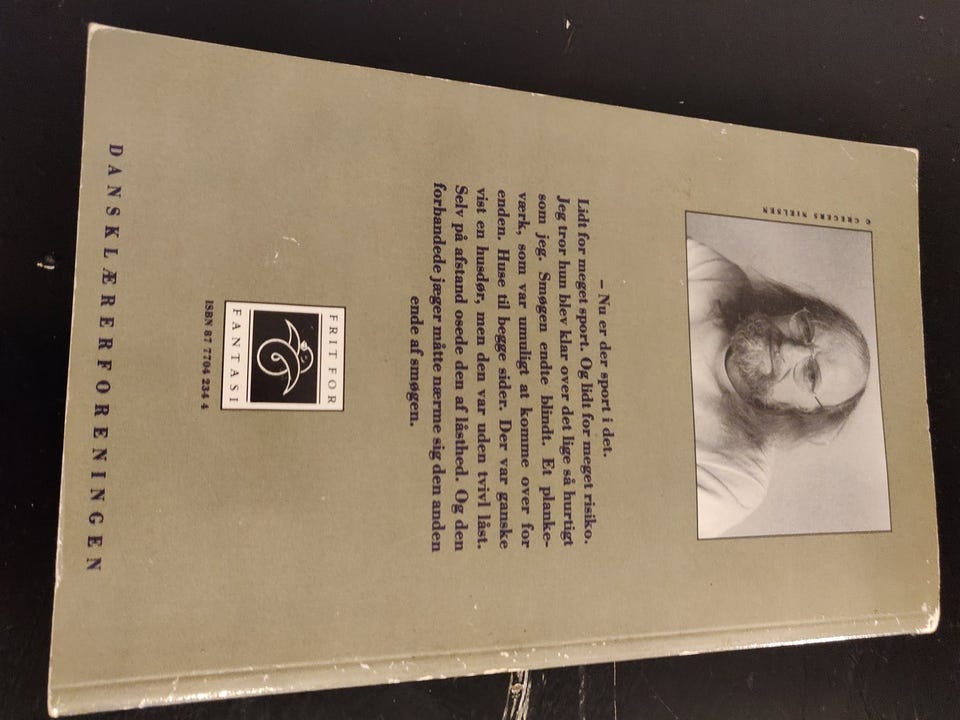 © GREGERS NIELSEN
– Nu er der sport i det.
Lidt for meget sport. Og lidt for meget risiko.
Jeg tror hun blev klar over det lige så hurtigt
som jeg. Smøgen endte blindt. Et planke-
værk, som var umuligt at komme over for
enden. Huse til begge sider. Der var ganske
vist en husdør, men den var uden tvivl låst.
Selv på afstand osede den af låsthed. Og den
forbandede jæger måtte nærme sig den anden
ende af smøgen.
FRIT FOR
FANTASI
ISBN 87 7704 234 4
DANSKLÆRERFORENINGEN